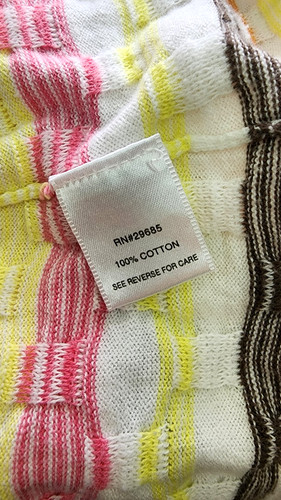 RN#29685
100% COTTON
SEE REVERSE FOR CARE